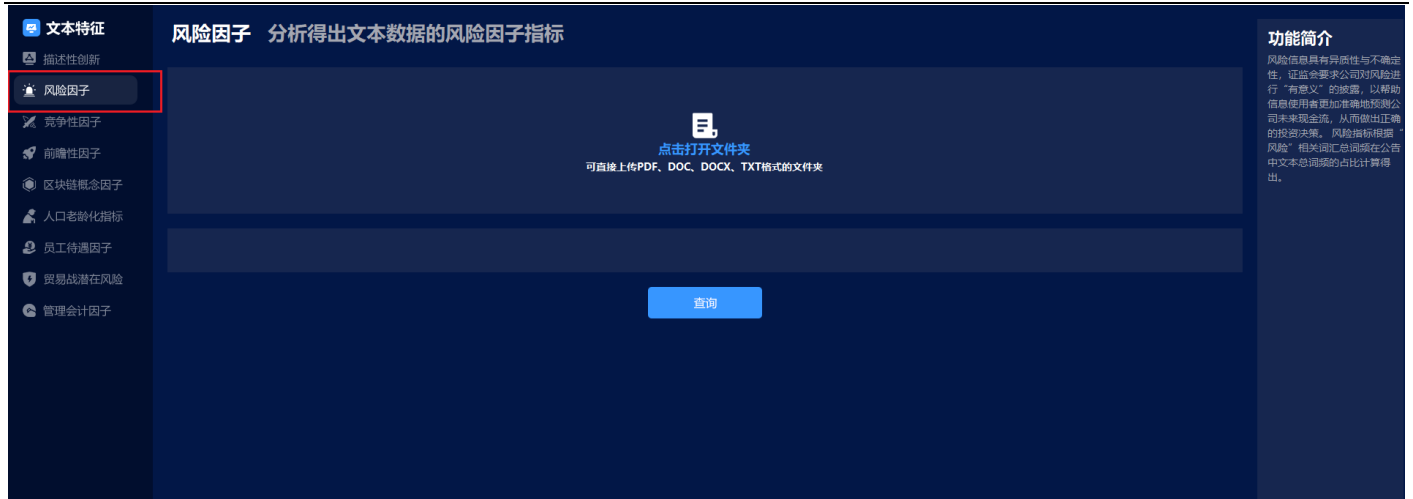 文本特征
描述性创新
风险因子
竞争性因子
前瞻性因子
区块链概念因子
人口老龄化指标
员工待遇因子
贸易战潜在风险
管理会计因子
风险因子 分析得出文本数据的风险因子指标
点击打开文件夹
可直接上传PDF、DOC、DOCX、TXT格式的文件夹
查询
功能简介
风险信息具有异质性与不确定
性，证监会要求公司对风险进
行“有意义”的披露，以帮助
信息使用者更加准确地预测公
司未来现金流，从而做出正确
的投资决策。 风险指标根据“
风险”相关词汇总词频在公告
中文本总词频的占比计算得
出。